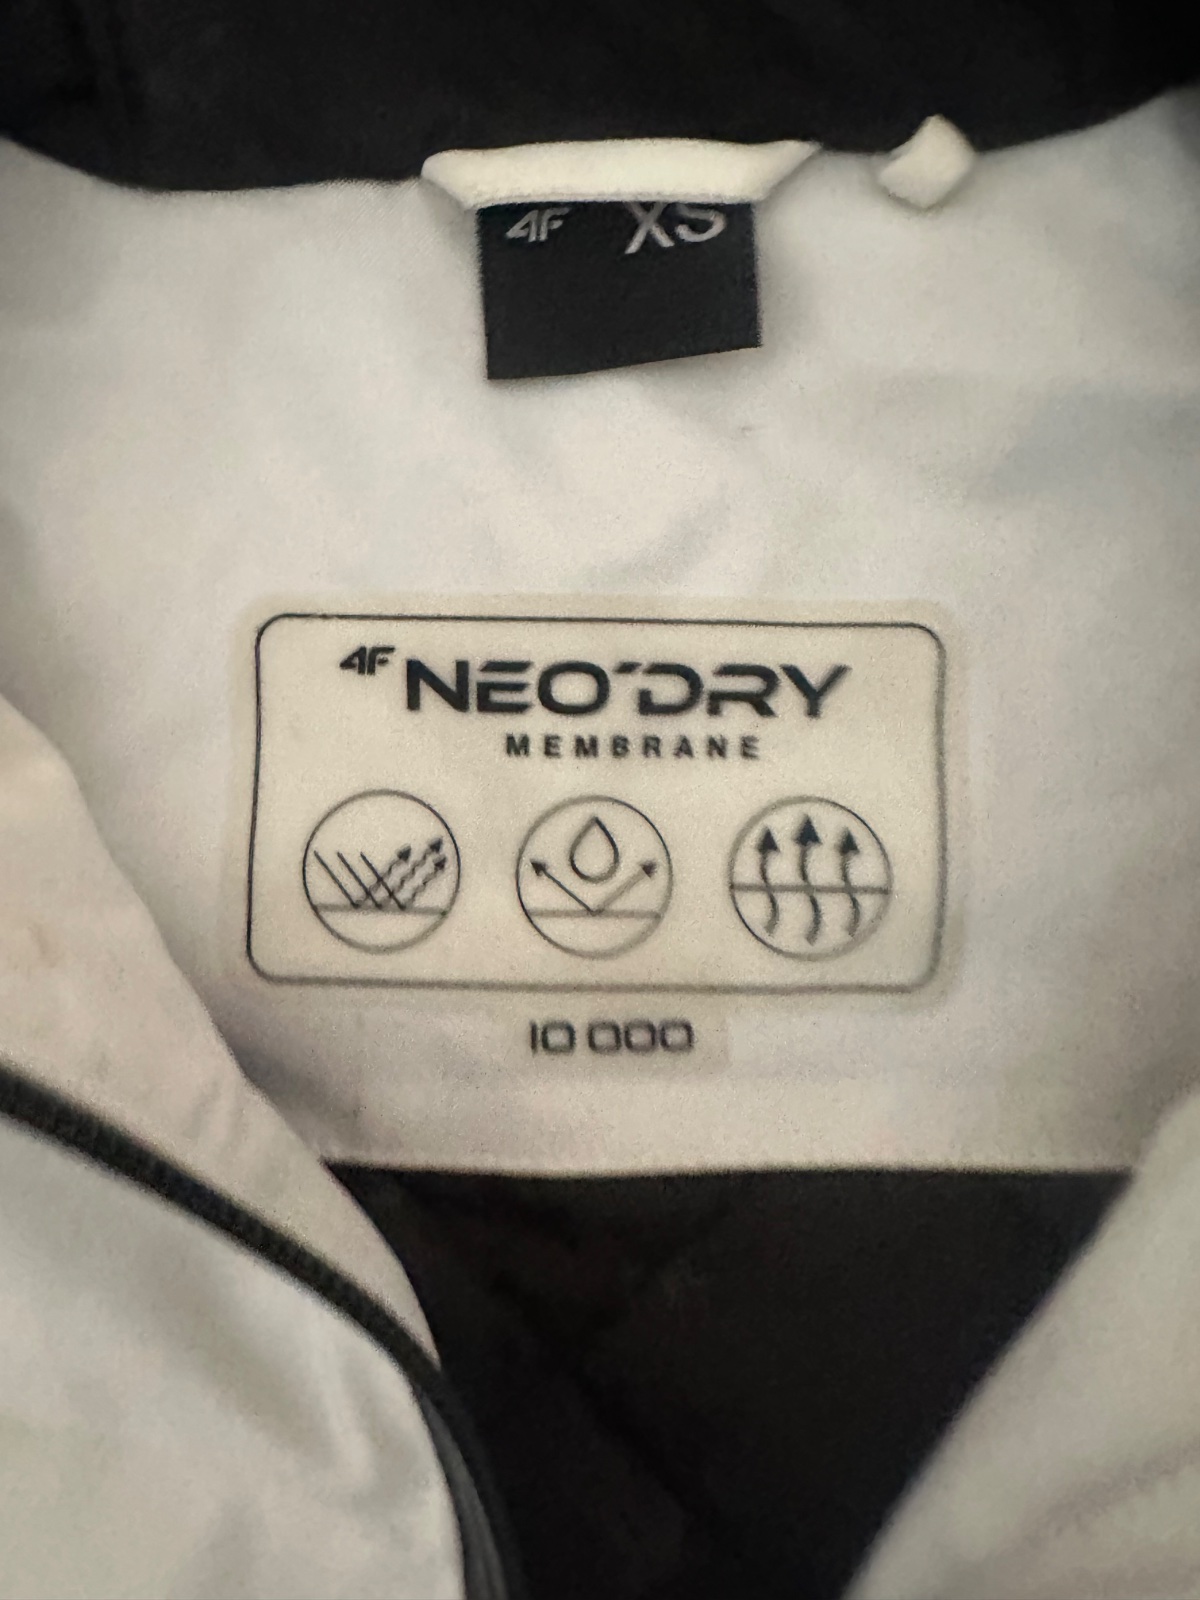 4F XS
4F NEO'DRY
MEMBRANE
10 000